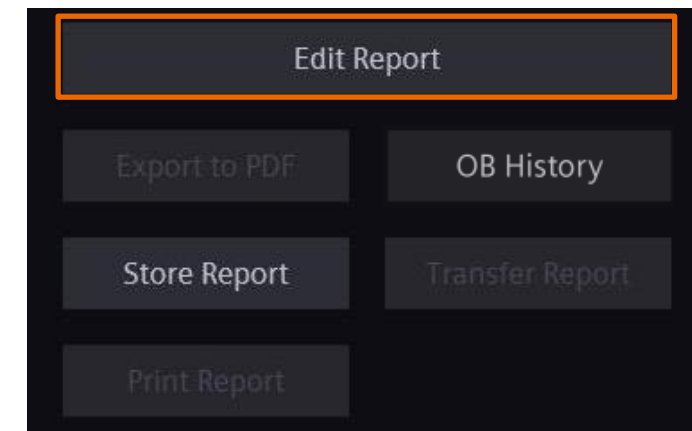 Edit Report
Export to PDF
OB History
Store Report
Transfer Report
Print Report